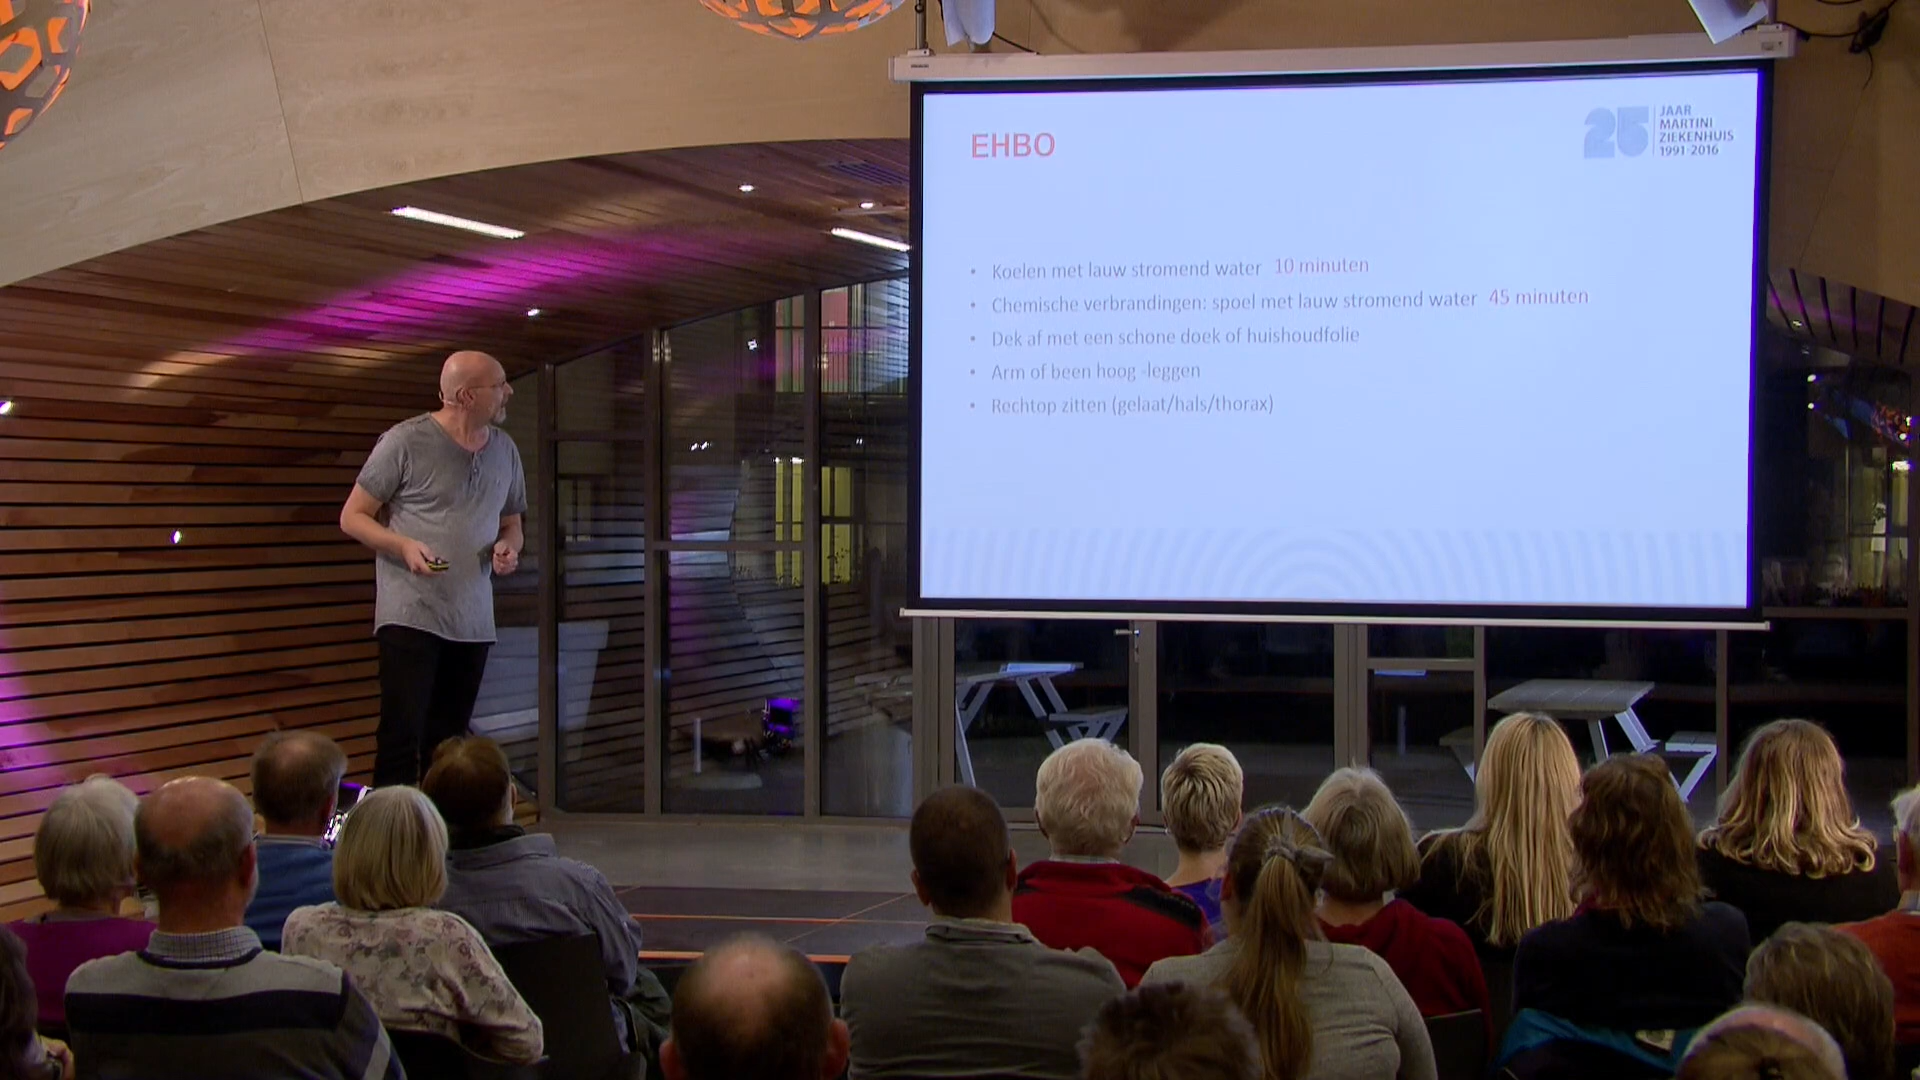 EHBO
25 JAAR
MARTINI
ZIEKENHUIS
1991-2016
• Koelen met lauw stromend water 10 minuten
• Chemische verbrandingen: spoel met lauw stromend water 45 minuten
• Dek af met een schone doek of huishoudfolie
• Arm of been hoog -leggen
• Rechtop zitten (gelaat/hals/thorax)